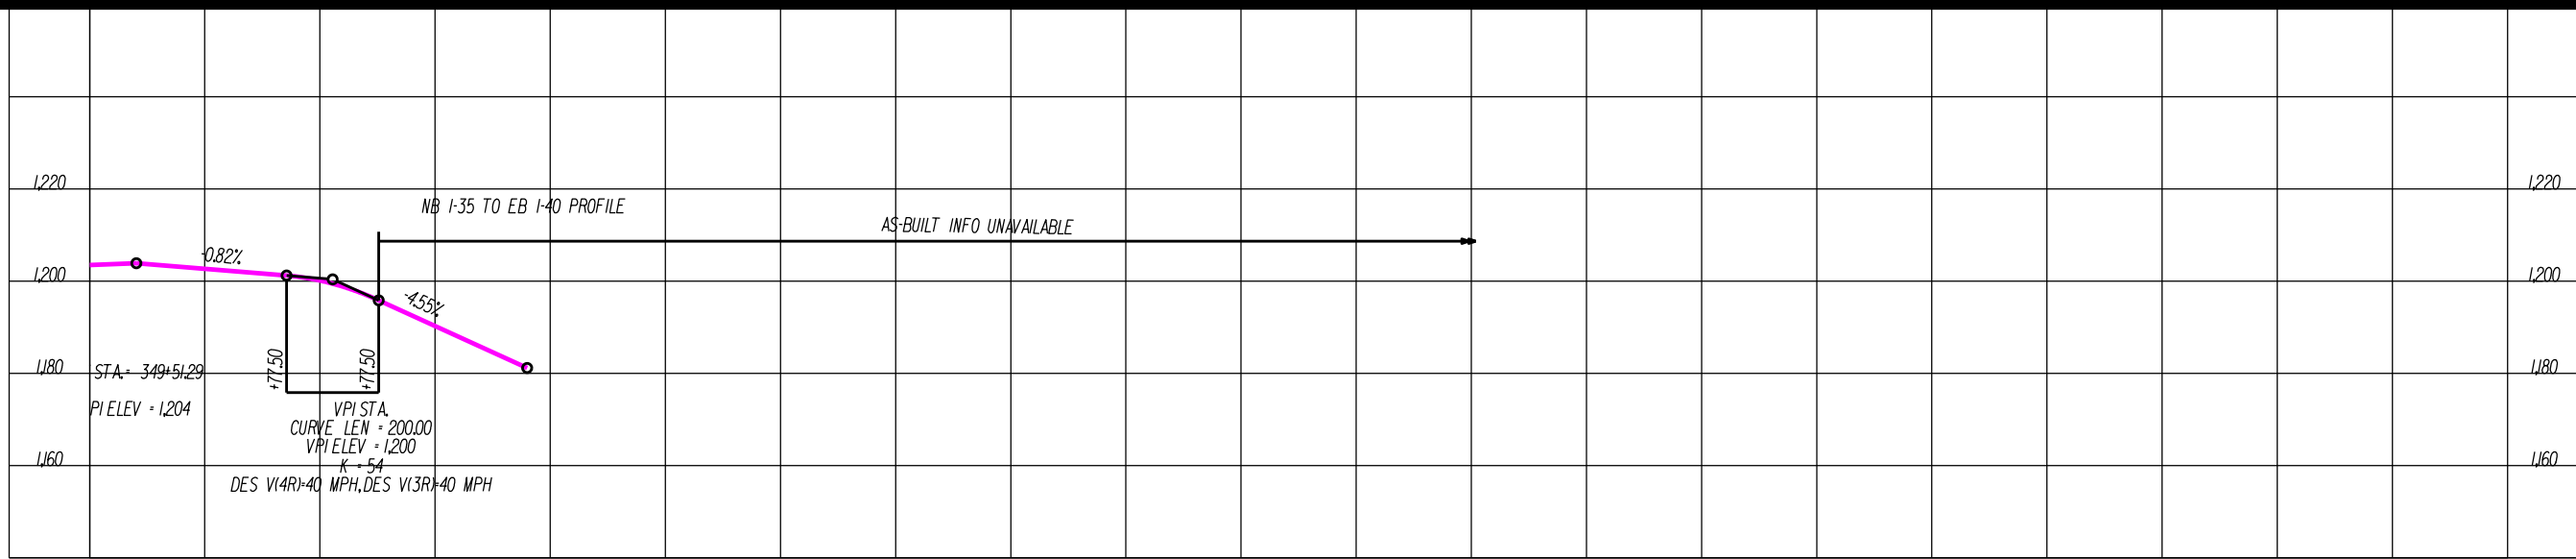 1,220
1,220
NB I-35 TO EB I-40 PROFILE
AS-BUILT INFO UNAVAILABLE
-0.82%
1,200
1,200
-4.55%
1,180
1,180
STA.= 349+51.29
+77.50
+77.50
PI ELEV = 1,204
VPI STA.
CURVE LEN = 200.00
VPI ELEV = 1,200
1,160
1,160
K = 54
DES V(4R)=40 MPH,DES V(3R)=40 MPH